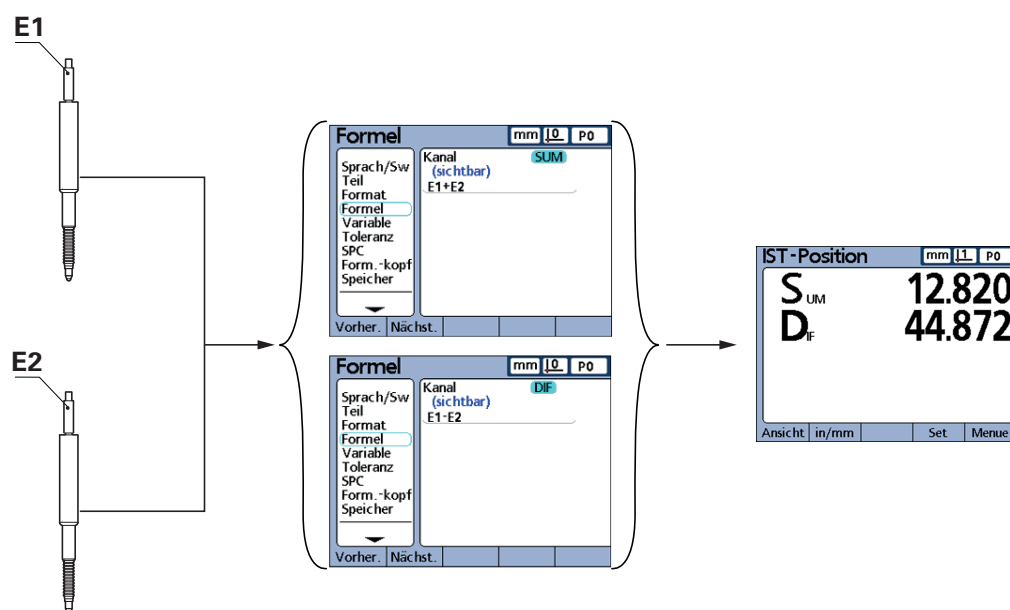 E1
E2
Formel mm 0 P0
Sprach/Sw
Teil
Format
Formel
Variable
Toleranz
SPC
Form.-kopf
Speicher
Kanal SUM
(sichtbar)
E1+E2
Vorher. Nächst.
Formel mm 0 P0
Sprach/Sw
Teil
Format
Formel
Variable
Toleranz
SPC
Form.-kopf
Speicher
Kanal DIF
(sichtbar)
E1-E2
Vorher. Nächst.
IST-Position mm 1 P0
SUM 12.820
DIF 44.872
Ansicht in/mm Set Menue